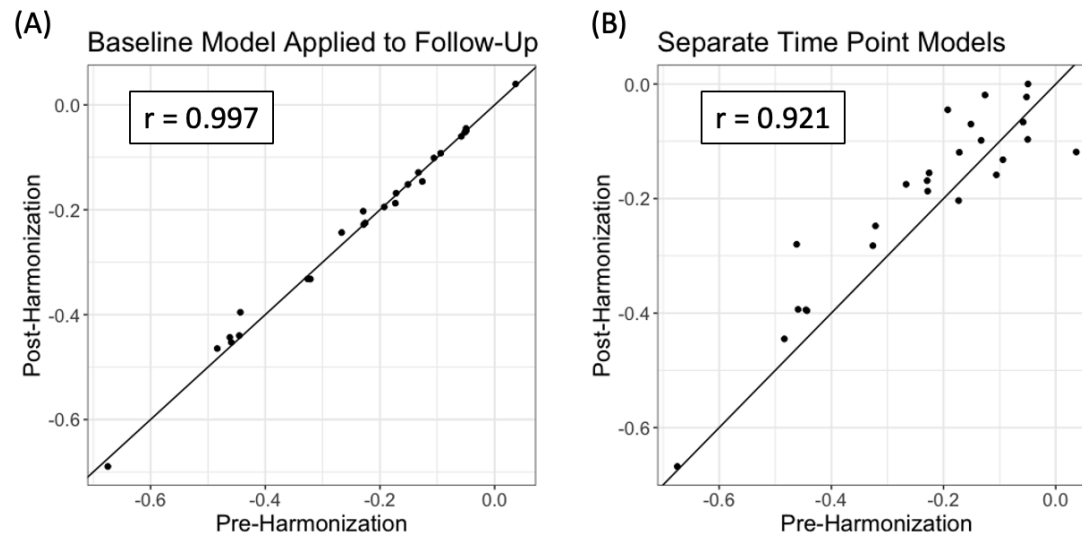 (A)
Baseline Model Applied to Follow-Up
r = 0.997
0.0
-0.2
-0.4
-0.6
Post-Harmonization
-0.6 -0.4 -0.2 0.0
Pre-Harmonization
(B)
Separate Time Point Models
r = 0.921
0.0
-0.2
-0.4
-0.6
Post-Harmonization
-0.6 -0.4 -0.2 0.0
Pre-Harmonization